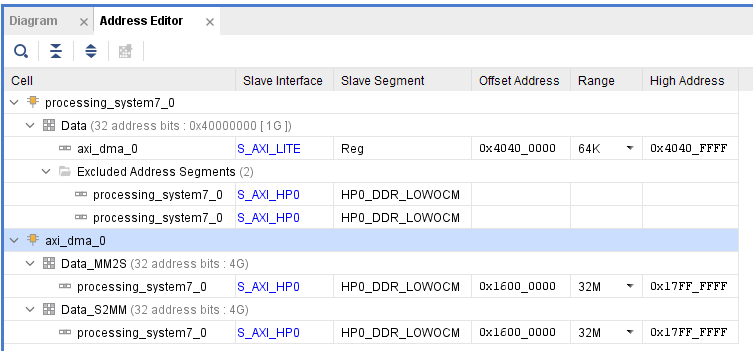 Diagram × Address Editor ×
Cell Slave Interface Slave Segment Offset Address Range High Address
processing_system7_0
Data (32 address bits : 0x40000000 [ 1G ])
axi_dma_0 S_AXI_LITE Reg 0x4040_0000 64K 0x4040_FFFF
Excluded Address Segments (2)
processing_system7_0 S_AXI_HP0 HP0_DDR_LOWOCM
processing_system7_0 S_AXI_HP0 HP0_DDR_LOWOCM
axi_dma_0
Data_MM2S (32 address bits : 4G)
processing_system7_0 S_AXI_HP0 HP0_DDR_LOWOCM 0x1600_0000 32M 0x17FF_FFFF
Data_S2MM (32 address bits : 4G)
processing_system7_0 S_AXI_HP0 HP0_DDR_LOWOCM 0x1600_0000 32M 0x17FF_FFFF